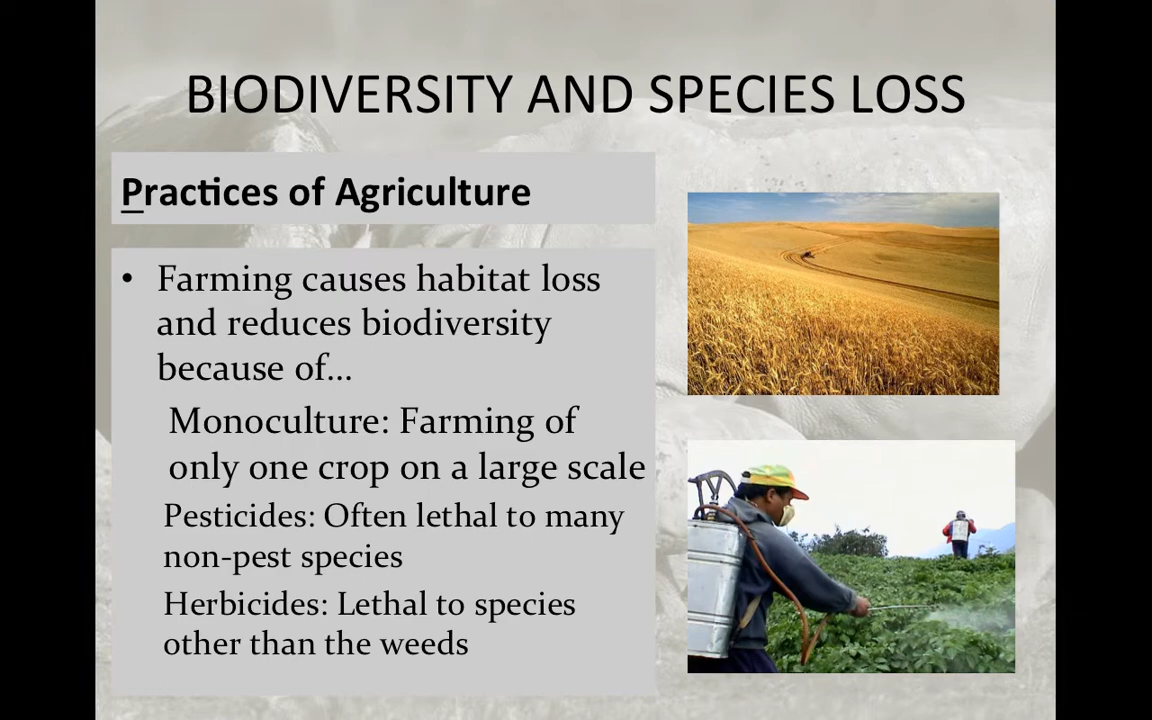 BIODIVERSITY AND SPECIES LOSS
Practices of Agriculture
• Farming causes habitat loss
and reduces biodiversity
because of...
Monoculture: Farming of
only one crop on a large scale
Pesticides: Often lethal to many
non-pest species
Herbicides: Lethal to species
other than the weeds